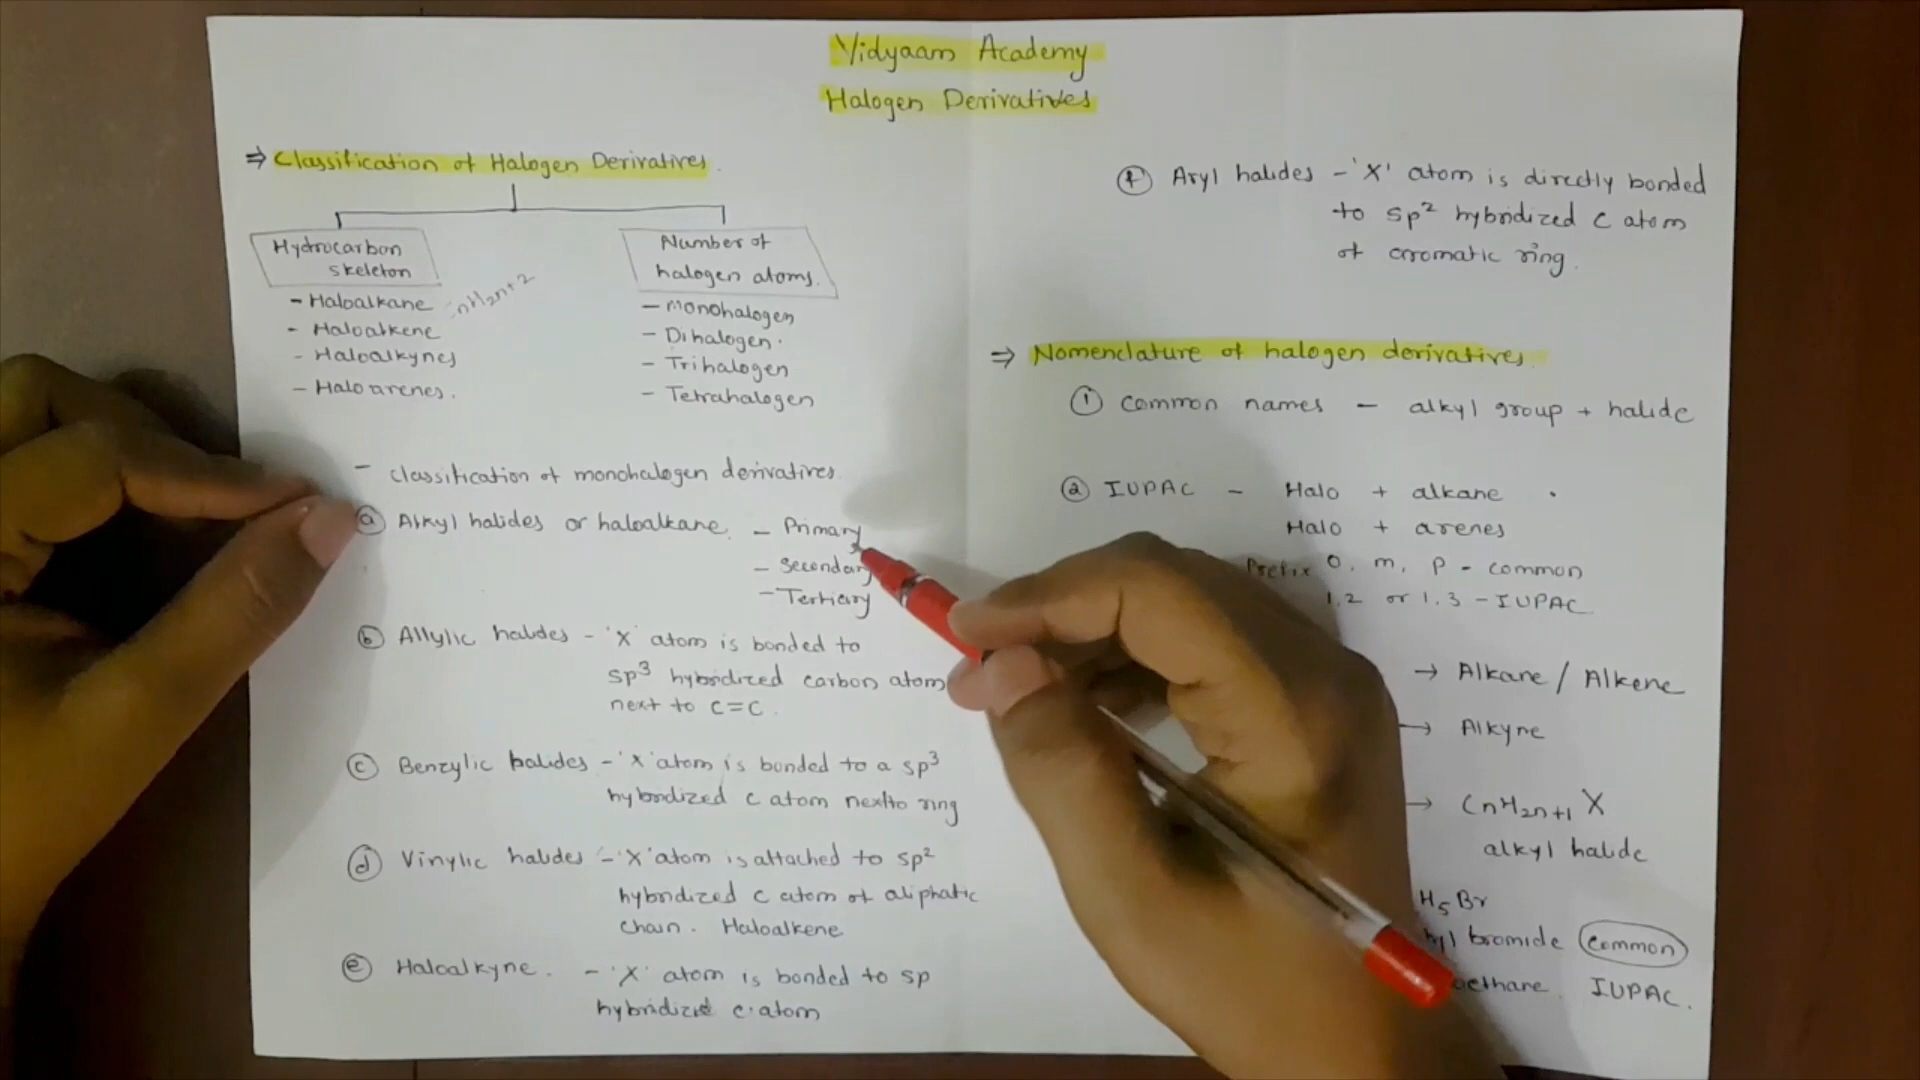 Vidyaam Academy
Halogen Derivatives
⇒ Classification of Halogen Derivatives.
Hydrocarbon
skeleton
- Haloalkane
nH2n+2
- Haloalkene
- Haloalkynes
- Haloarenes.
Number of
halogen atoms.
- Monohalogen
- Dihalogen.
- Trihalogen
- Tetrahalogen
- classification of monohalogen derivatives.
ⓐ Alkyl halides or haloalkane. - Primary
- Secondary
- Tertiary
ⓑ Allylic halides - 'X' atom is bonded to
sp³ hybridized carbon atom
next to C=C.
ⓒ Benzylic halides - 'X' atom is bonded to a sp³
hybridized C atom next to ring
ⓓ Vinylic halides - 'X' atom is attached to sp²
hybridized C atom of aliphatic
chain. Haloalkene
ⓔ Haloalkyne. - 'X' atom is bonded to sp
hybridized C atom
ⓕ Aryl halides - 'X' atom is directly bonded
to sp² hybridized C atom
of aromatic ring.
⇒ Nomenclature of halogen derivatives.
① Common names - alkyl group + halide
② IUPAC - Halo + alkane
Halo + arenes
Prefix o, m, p - common
1,2 or 1,3 - IUPAC
→ Alkane / Alkene
→ Alkyne
→ CnH2n+1 X
alkyl halide
H5Br
yl bromide common
oethane. IUPAC.